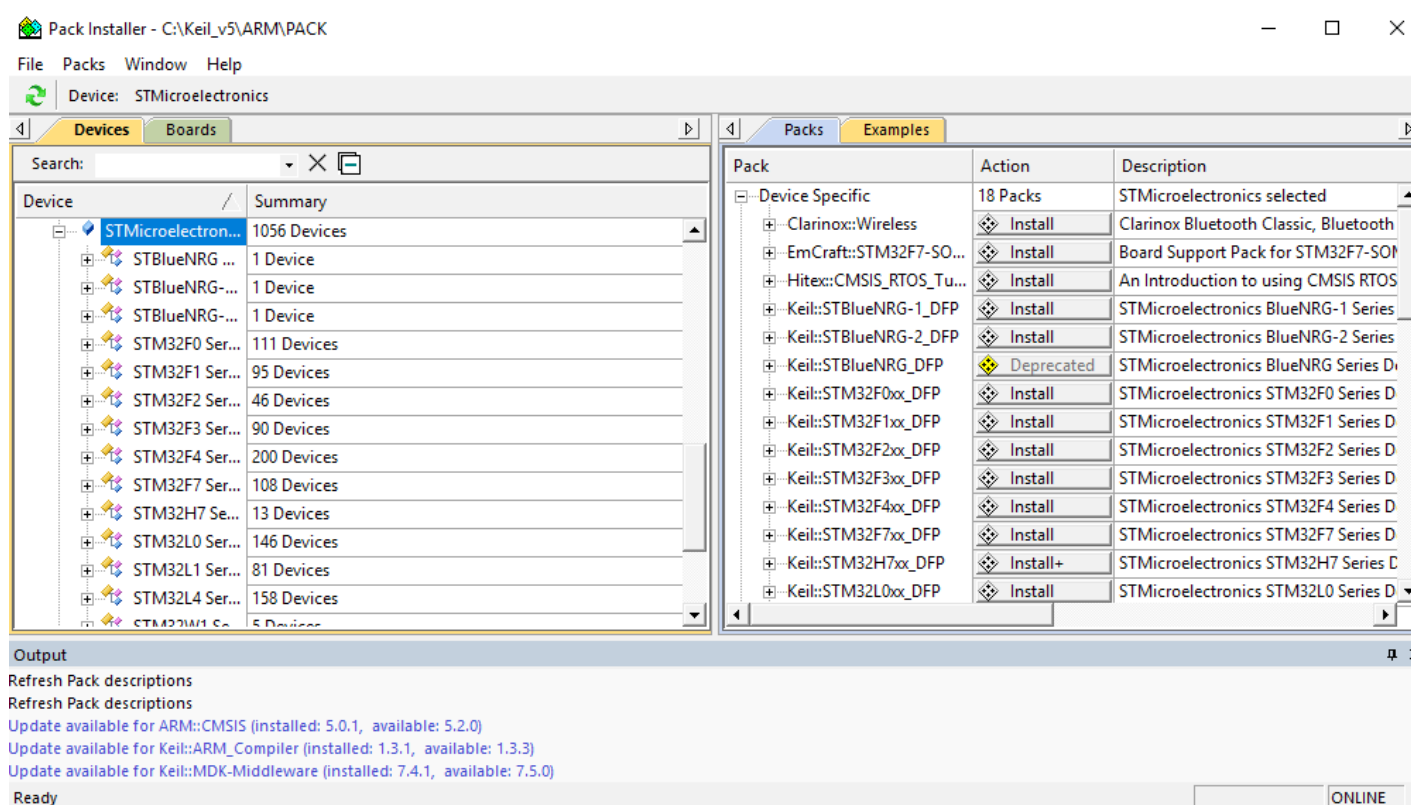 Pack Installer - C:\Keil_v5\ARM\PACK
File Packs Window Help
Device: STMicroelectronics
Devices Boards
Search:
Device Summary
STMicroelectron... 1056 Devices
STBlueNRG ... 1 Device
STBlueNRG-... 1 Device
STBlueNRG-... 1 Device
STM32F0 Ser... 111 Devices
STM32F1 Ser... 95 Devices
STM32F2 Ser... 46 Devices
STM32F3 Ser... 90 Devices
STM32F4 Ser... 200 Devices
STM32F7 Ser... 108 Devices
STM32H7 Se... 13 Devices
STM32L0 Ser... 146 Devices
STM32L1 Ser... 81 Devices
STM32L4 Ser... 158 Devices
STM32W1 Se... 5 Devices
Packs Examples
Pack Action Description
Device Specific 18 Packs STMicroelectronics selected
Clarinox::Wireless Install Clarinox Bluetooth Classic, Bluetooth
EmCraft::STM32F7-SO... Install Board Support Pack for STM32F7-SOM
Hitex::CMSIS_RTOS_Tu... Install An Introduction to using CMSIS RTOS
Keil::STBlueNRG-1_DFP Install STMicroelectronics BlueNRG-1 Series
Keil::STBlueNRG-2_DFP Install STMicroelectronics BlueNRG-2 Series
Keil::STBlueNRG_DFP Deprecated STMicroelectronics BlueNRG Series De
Keil::STM32F0xx_DFP Install STMicroelectronics STM32F0 Series D
Keil::STM32F1xx_DFP Install STMicroelectronics STM32F1 Series D
Keil::STM32F2xx_DFP Install STMicroelectronics STM32F2 Series D
Keil::STM32F3xx_DFP Install STMicroelectronics STM32F3 Series D
Keil::STM32F4xx_DFP Install STMicroelectronics STM32F4 Series D
Keil::STM32F7xx_DFP Install STMicroelectronics STM32F7 Series D
Keil::STM32H7xx_DFP Install+ STMicroelectronics STM32H7 Series D
Keil::STM32L0xx_DFP Install STMicroelectronics STM32L0 Series D
Output
Refresh Pack descriptions
Refresh Pack descriptions
Update available for ARM::CMSIS (installed: 5.0.1, available: 5.2.0)
Update available for Keil::ARM_Compiler (installed: 1.3.1, available: 1.3.3)
Update available for Keil::MDK-Middleware (installed: 7.4.1, available: 7.5.0)
Ready ONLINE